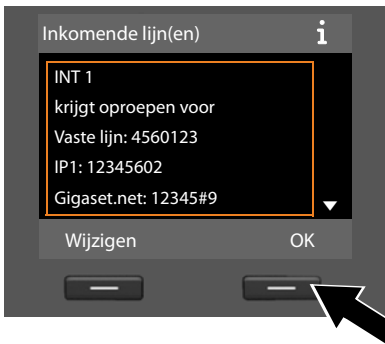 Inkomende lijn(en) i
INT 1
krijgt oproepen voor
Vaste lijn: 4560123
IP1: 12345602
Gigaset.net: 12345#9
Wijzigen OK